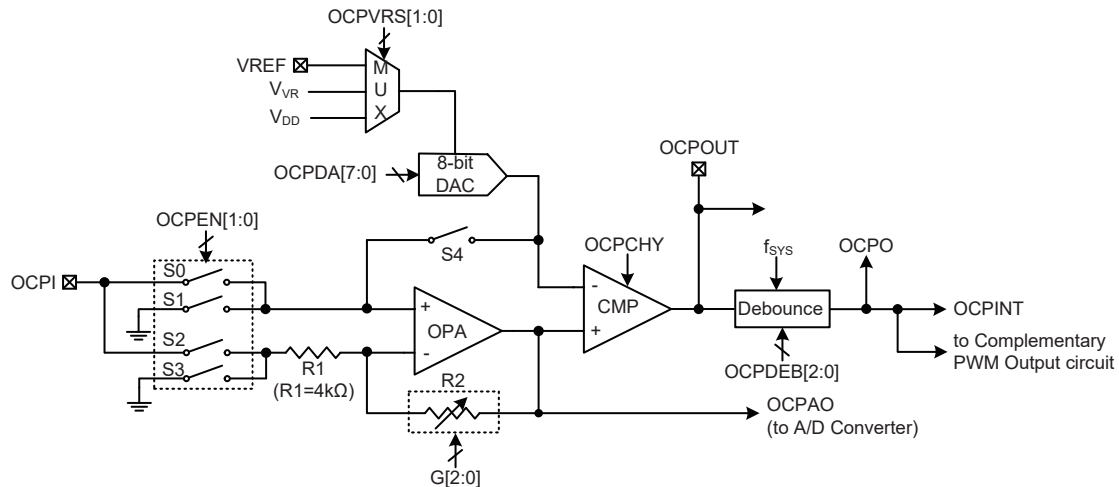 OCPVRS[1:0]
VREF
M
U
X
VVR
VDD
OCPDA[7:0]
8-bit
DAC
OCPOUT
OCPEN[1:0]
S4
OCPCHY
fSYS
OCPO
OCPI
S0
S1
S2
S3
+
OPA
-
-
CMP
+
Debounce
OCPINT
to Complementary
PWM Output circuit
R1
(R1=4kΩ)
R2
OCPDEB[2:0]
OCPAO
(to A/D Converter)
G[2:0]